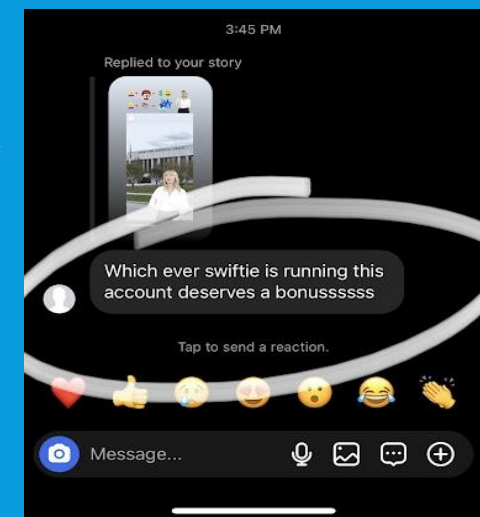 3:45 PM
Replied to your story
Which ever swiftie is running this
account deserves a bonussssss
Tap to send a reaction.
Message...